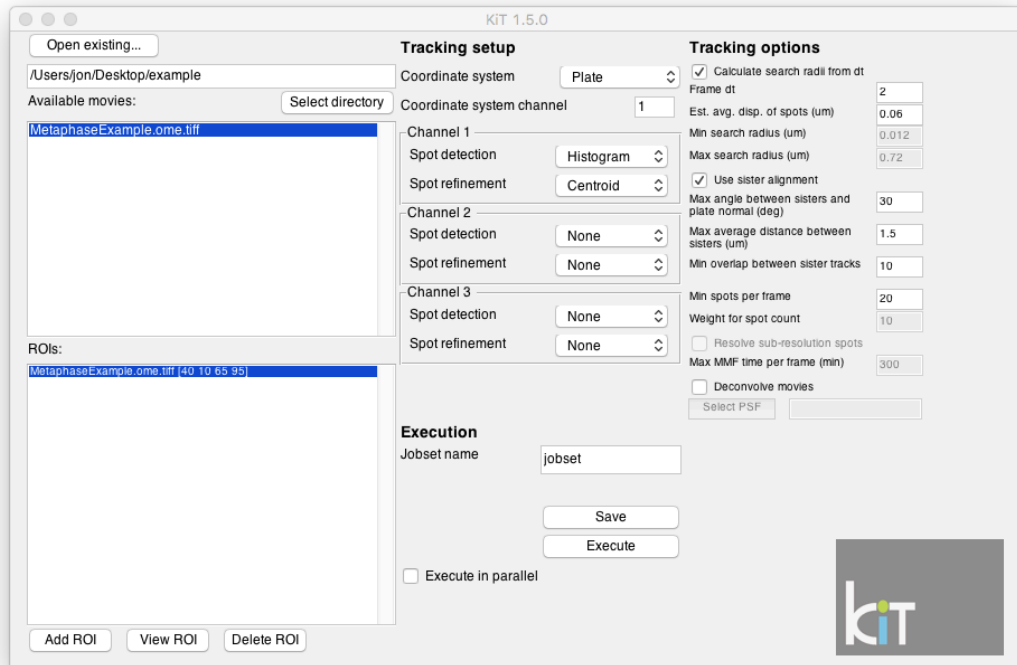 KiT 1.5.0
Open existing...
/Users/jon/Desktop/example
Available movies:
Select directory
MetaphaseExample.ome.tiff
ROIs:
MetaphaseExample.ome.tiff [40 10 65 95]
Add ROI
View ROI
Delete ROI
Tracking setup
Coordinate system
Plate
Coordinate system channel
1
Channel 1
Spot detection
Histogram
Spot refinement
Centroid
Channel 2
Spot detection
None
Spot refinement
None
Channel 3
Spot detection
None
Spot refinement
None
Execution
Jobset name
jobset
Save
Execute
Execute in parallel
Tracking options
Calculate search radii from dt
Frame dt
2
Est. avg. disp. of spots (um)
0.06
Min search radius (um)
0.012
Max search radius (um)
0.72
Use sister alignment
Max angle between sisters and
plate normal (deg)
30
Max average distance between
sisters (um)
1.5
Min overlap between sister tracks
10
Min spots per frame
20
Weight for spot count
10
Resolve sub-resolution spots
Max MMF time per frame (min)
300
Deconvolve movies
Select PSF
kiT